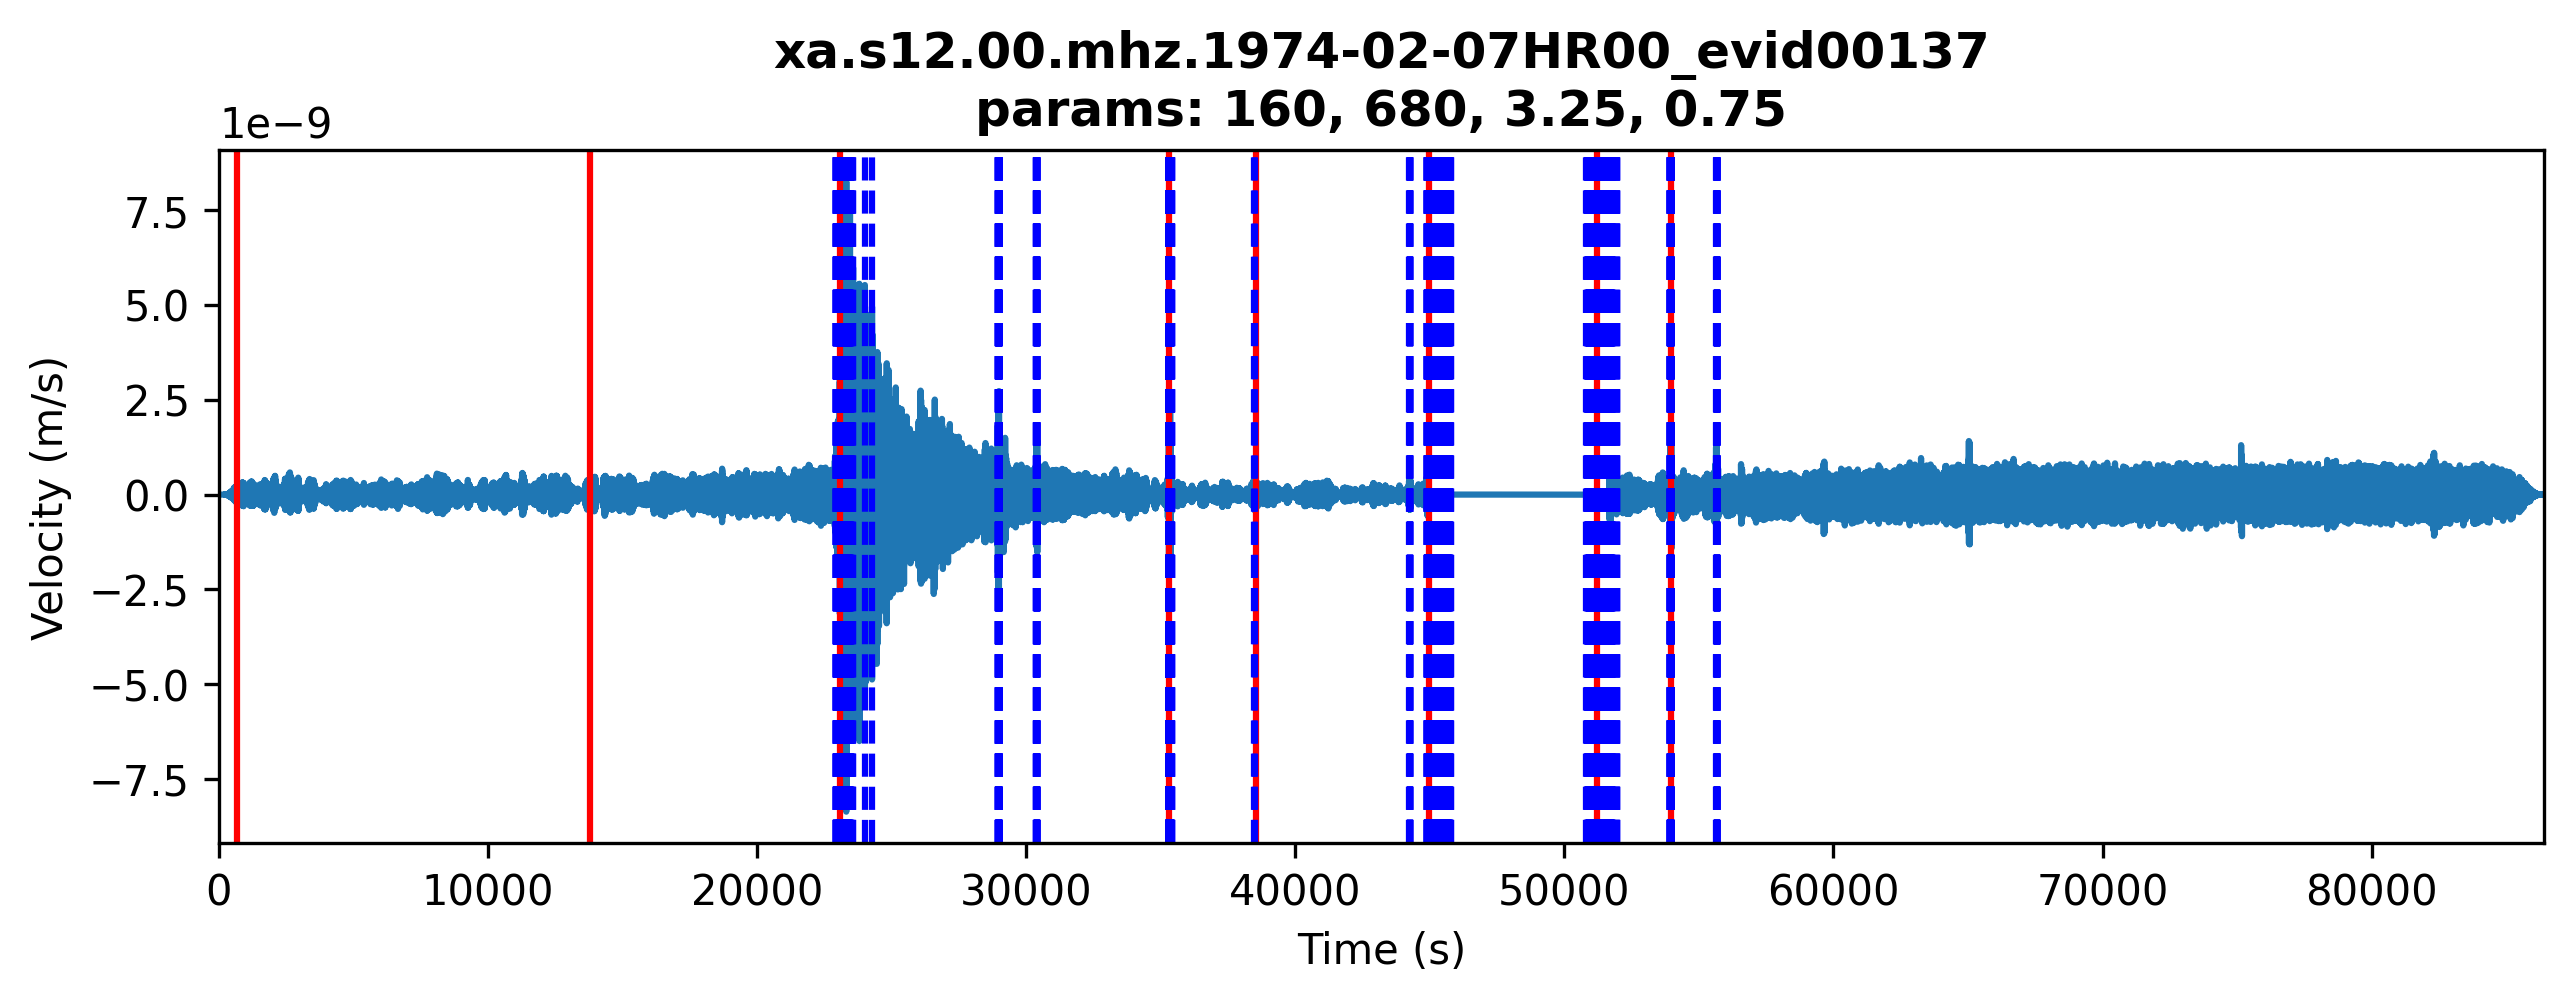 xa.s12.00.mhz.1974-02-07HR00_evid00137
params: 160, 680, 3.25, 0.75
1e−9
7.5
5.0
2.5
0.0
−2.5
−5.0
−7.5
Velocity (m/s)
0 10000 20000 30000 40000 50000 60000 70000 80000
Time (s)